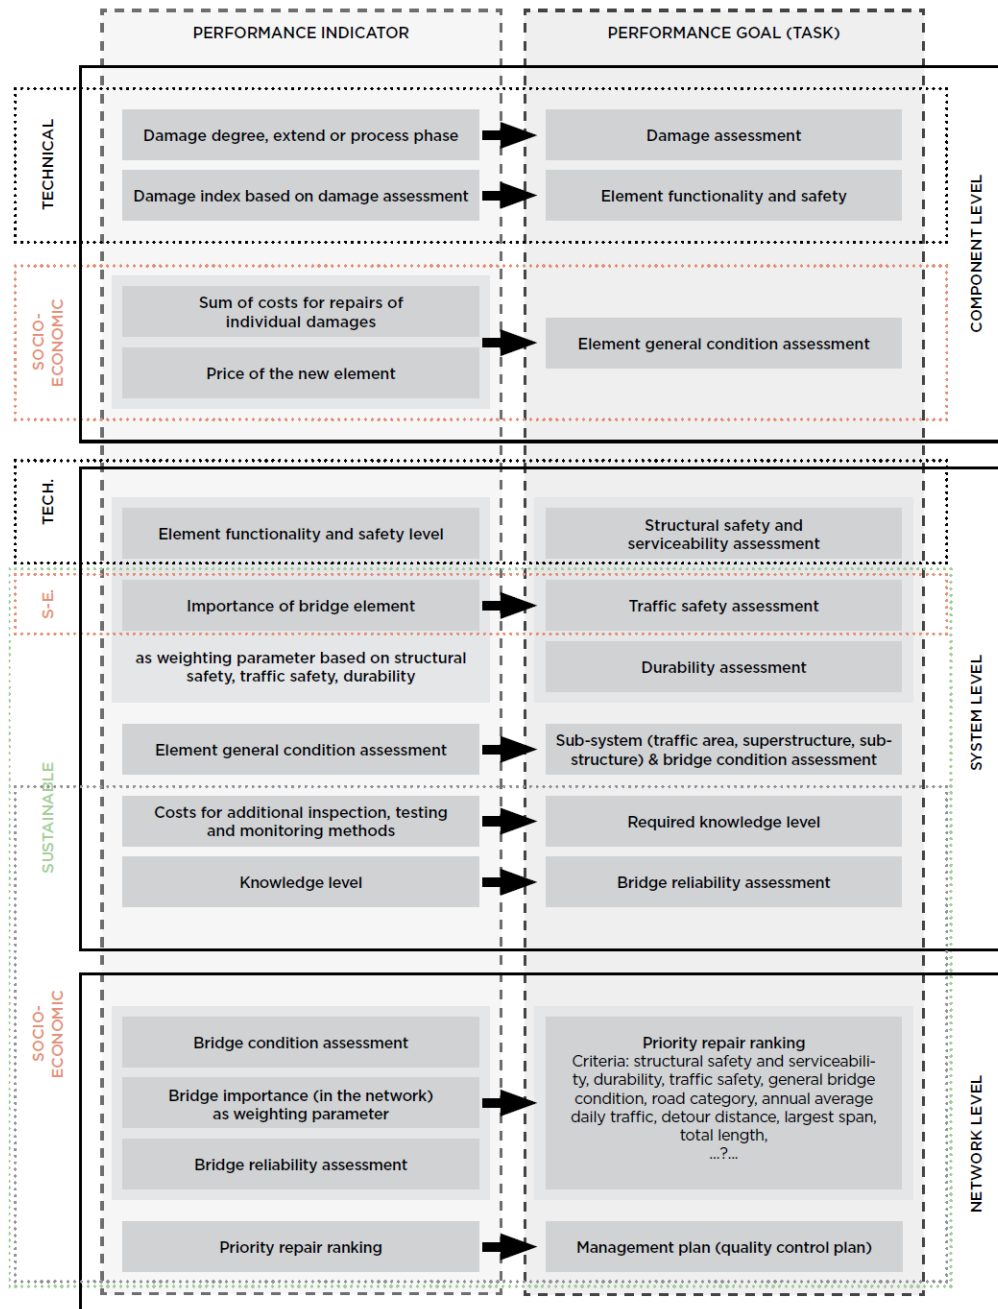 PERFORMANCE INDICATOR
PERFORMANCE GOAL (TASK)
TECHNICAL
COMPONENT LEVEL
Damage degree, extend or process phase
Damage assessment
Damage index based on damage assessment
Element functionality and safety
SOCIO-
ECONOMIC
Sum of costs for repairs of
individual damages
Price of the new element
Element general condition assessment
TECH.
SYSTEM LEVEL
Element functionality and safety level
Structural safety and
serviceability assessment
S-E.
Importance of bridge element
Traffic safety assessment
as weighting parameter based on structural
safety, traffic safety, durability
Durability assessment
SUSTAINABLE
Element general condition assessment
Sub-system (traffic area, superstructure, sub-
structure) & bridge condition assessment
Costs for additional inspection, testing
and monitoring methods
Required knowledge level
Knowledge level
Bridge reliability assessment
SOCIO-
ECONOMIC
NETWORK LEVEL
Bridge condition assessment
Bridge importance (in the network)
as weighting parameter
Bridge reliability assessment
Priority repair ranking
Criteria: structural safety and serviceabili-
ty, durability, traffic safety, general bridge
condition, road category, annual average
daily traffic, detour distance, largest span,
total length,
...?...
Priority repair ranking
Management plan (quality control plan)